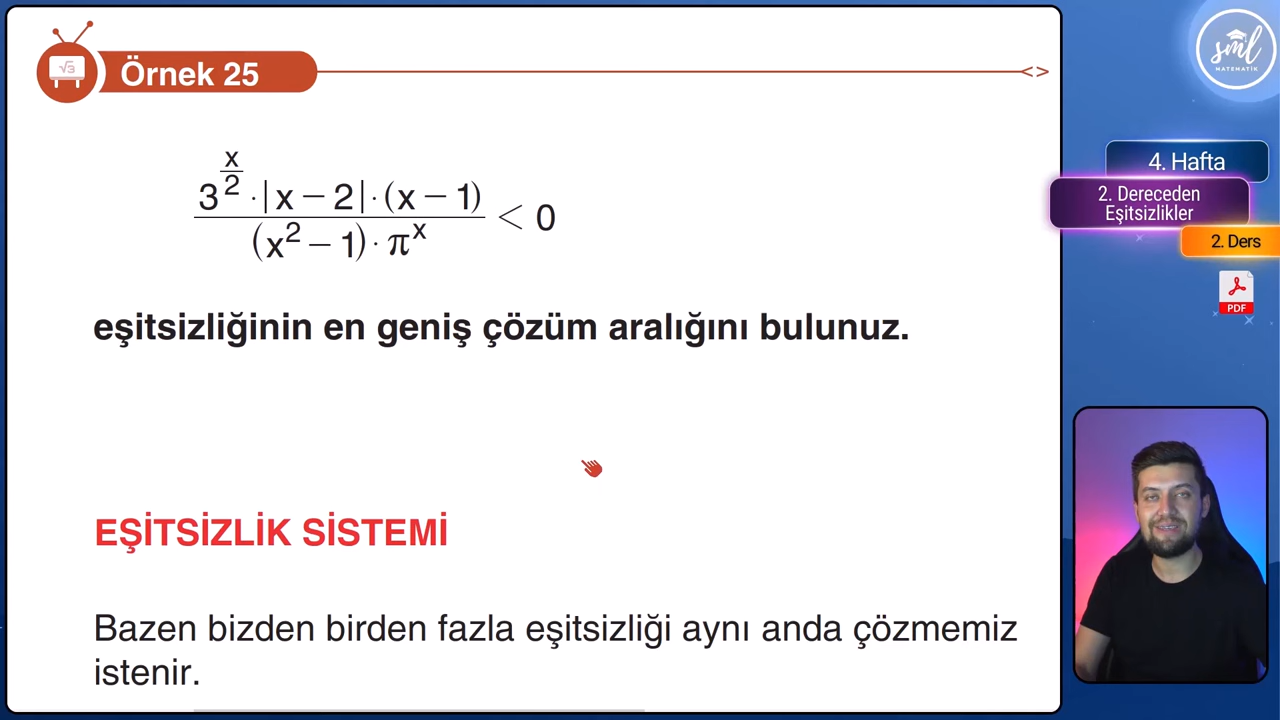 √3
Örnek 25
< >
3^{x/2} · |x − 2| · (x − 1)
(x² − 1) · π^x
< 0
eşitsizliğinin en geniş çözüm aralığını bulunuz.
EŞİTSİZLİK SİSTEMİ
Bazen bizden birden fazla eşitsizliği aynı anda çözmemiz
istenir.
sml
MATEMATİK
4. Hafta
2. Dereceden
Eşitsizlikler
2. Ders
PDF